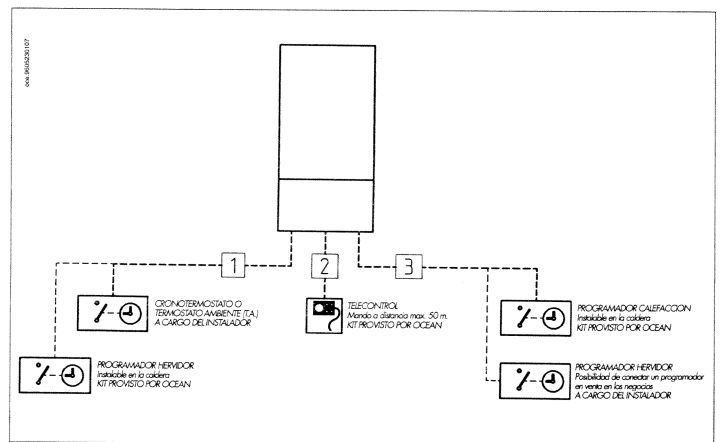 oce 9605230107
1
2
3
CRONOTERMOSTATO O
TERMOSTATO AMBIENTE (T.A.)
A CARGO DEL INSTALADOR
TELECONTROL
Mando a distancia max. 50 m.
KIT PROVISTO POR OCEAN
PROGRAMADOR CALEFACCION
Instalable en la caldera
KIT PROVISTO POR OCEAN
PROGRAMADOR HERVIDOR
Instalable en la caldera
KIT PROVISTO POR OCEAN
PROGRAMADOR HERVIDOR
Posibilidad de conectar un programador
en venta en los negocios
A CARGO DEL INSTALADOR